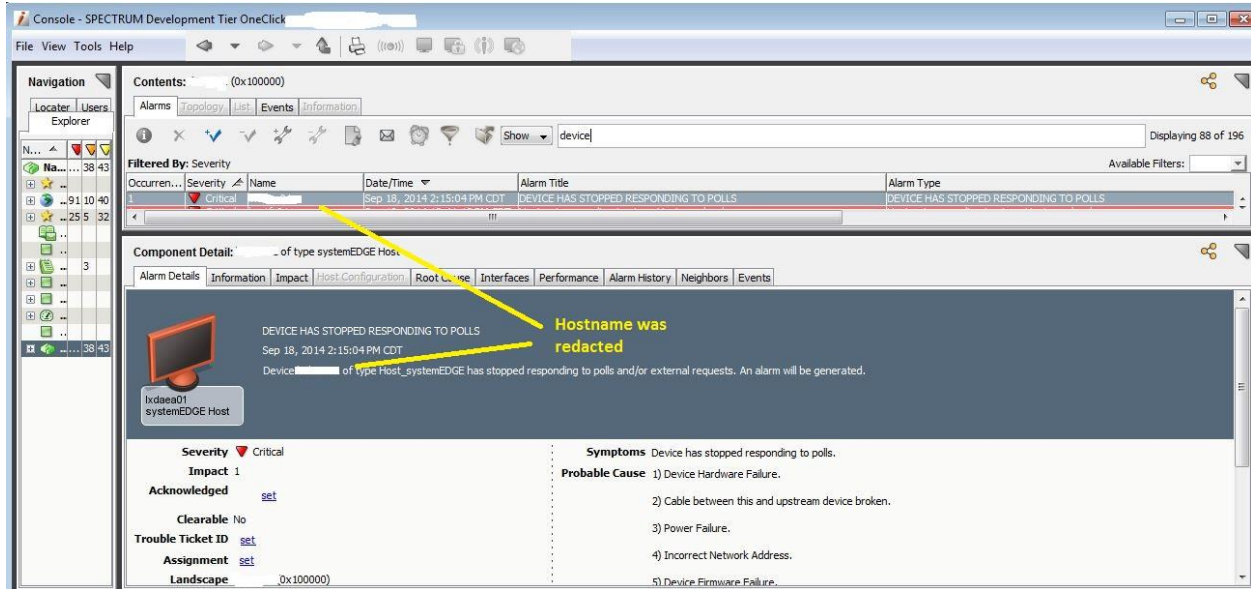 Console - SPECTRUM Development Tier OneClick
File View Tools Help
Navigation
Locater Users
Explorer
N...
Na... ... 38 43
..
..91 10 40
..25 5 32
..
..
.. 3
..
..
..
..
.. ... 38 43
Contents: (0x100000)
Alarms Topology List Events Information
Show device Displaying 88 of 196
Filtered By: Severity Available Filters:
Occurren... Severity Name Date/Time Alarm Title Alarm Type
1 Critical Sep 18, 2014 2:15:04 PM CDT DEVICE HAS STOPPED RESPONDING TO POLLS DEVICE HAS STOPPED RESPONDING TO POLLS
Component Detail: of type systemEDGE Host
Alarm Details Information Impact Host Configuration Root Cause Interfaces Performance Alarm History Neighbors Events
DEVICE HAS STOPPED RESPONDING TO POLLS
Sep 18, 2014 2:15:04 PM CDT
Device of type Host_systemEDGE has stopped responding to polls and/or external requests. An alarm will be generated.
Hostname was
redacted
lxdaea01
systemEDGE Host
Severity Critical
Impact 1
Acknowledged set
Clearable No
Trouble Ticket ID set
Assignment set
Landscape 0x100000)
Symptoms Device has stopped responding to polls.
Probable Cause 1) Device Hardware Failure.
2) Cable between this and upstream device broken.
3) Power Failure.
4) Incorrect Network Address.
5) Device Firmware Failure.